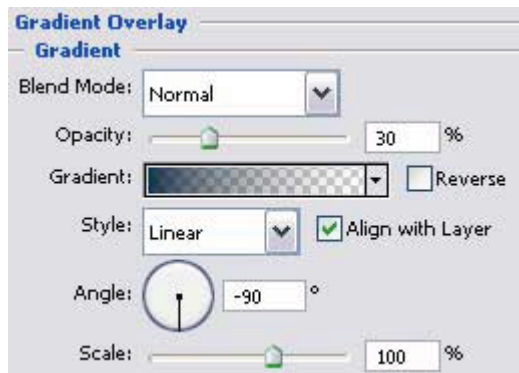 Gradient Overlay
Gradient
Blend Mode: Normal
Opacity: 30 %
Gradient: Reverse
Style: Linear Align with Layer
Angle: -90 °
Scale: 100 %